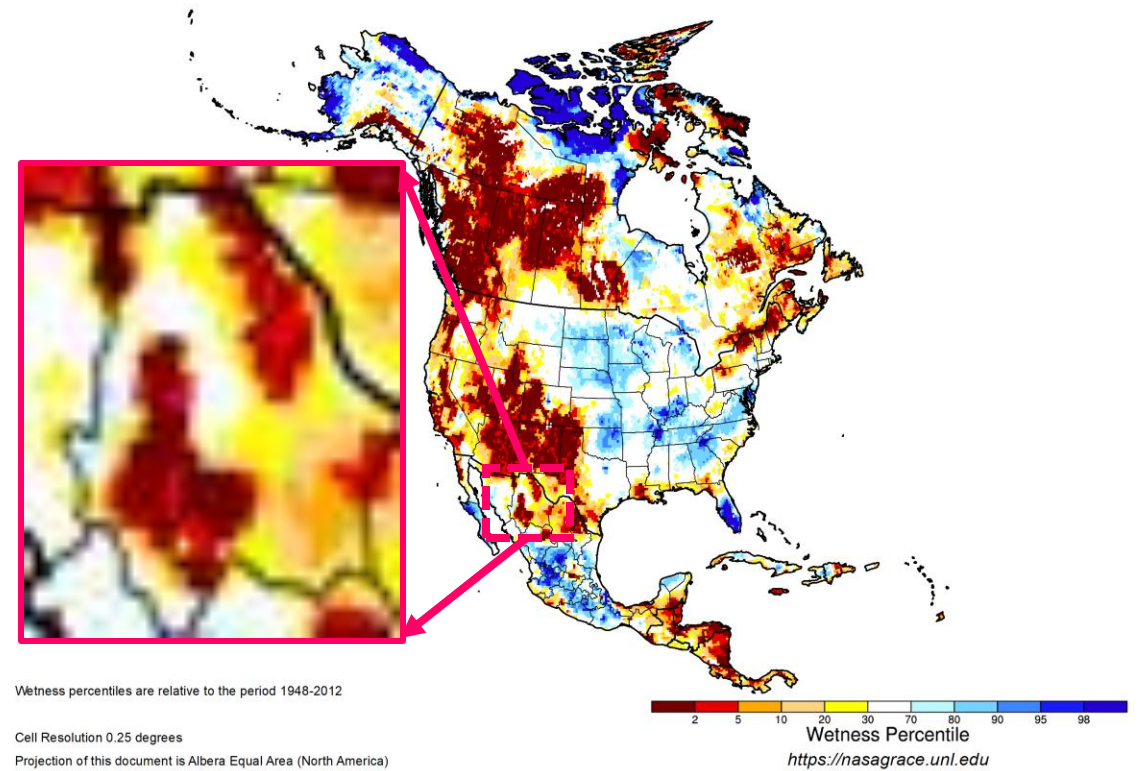 Wetness percentiles are relative to the period 1948-2012
Cell Resolution 0.25 degrees
Projection of this document is Albera Equal Area (North America)
2 5 10 20 30 70 80 90 95 98
Wetness Percentile
https://nasagrace.unl.edu